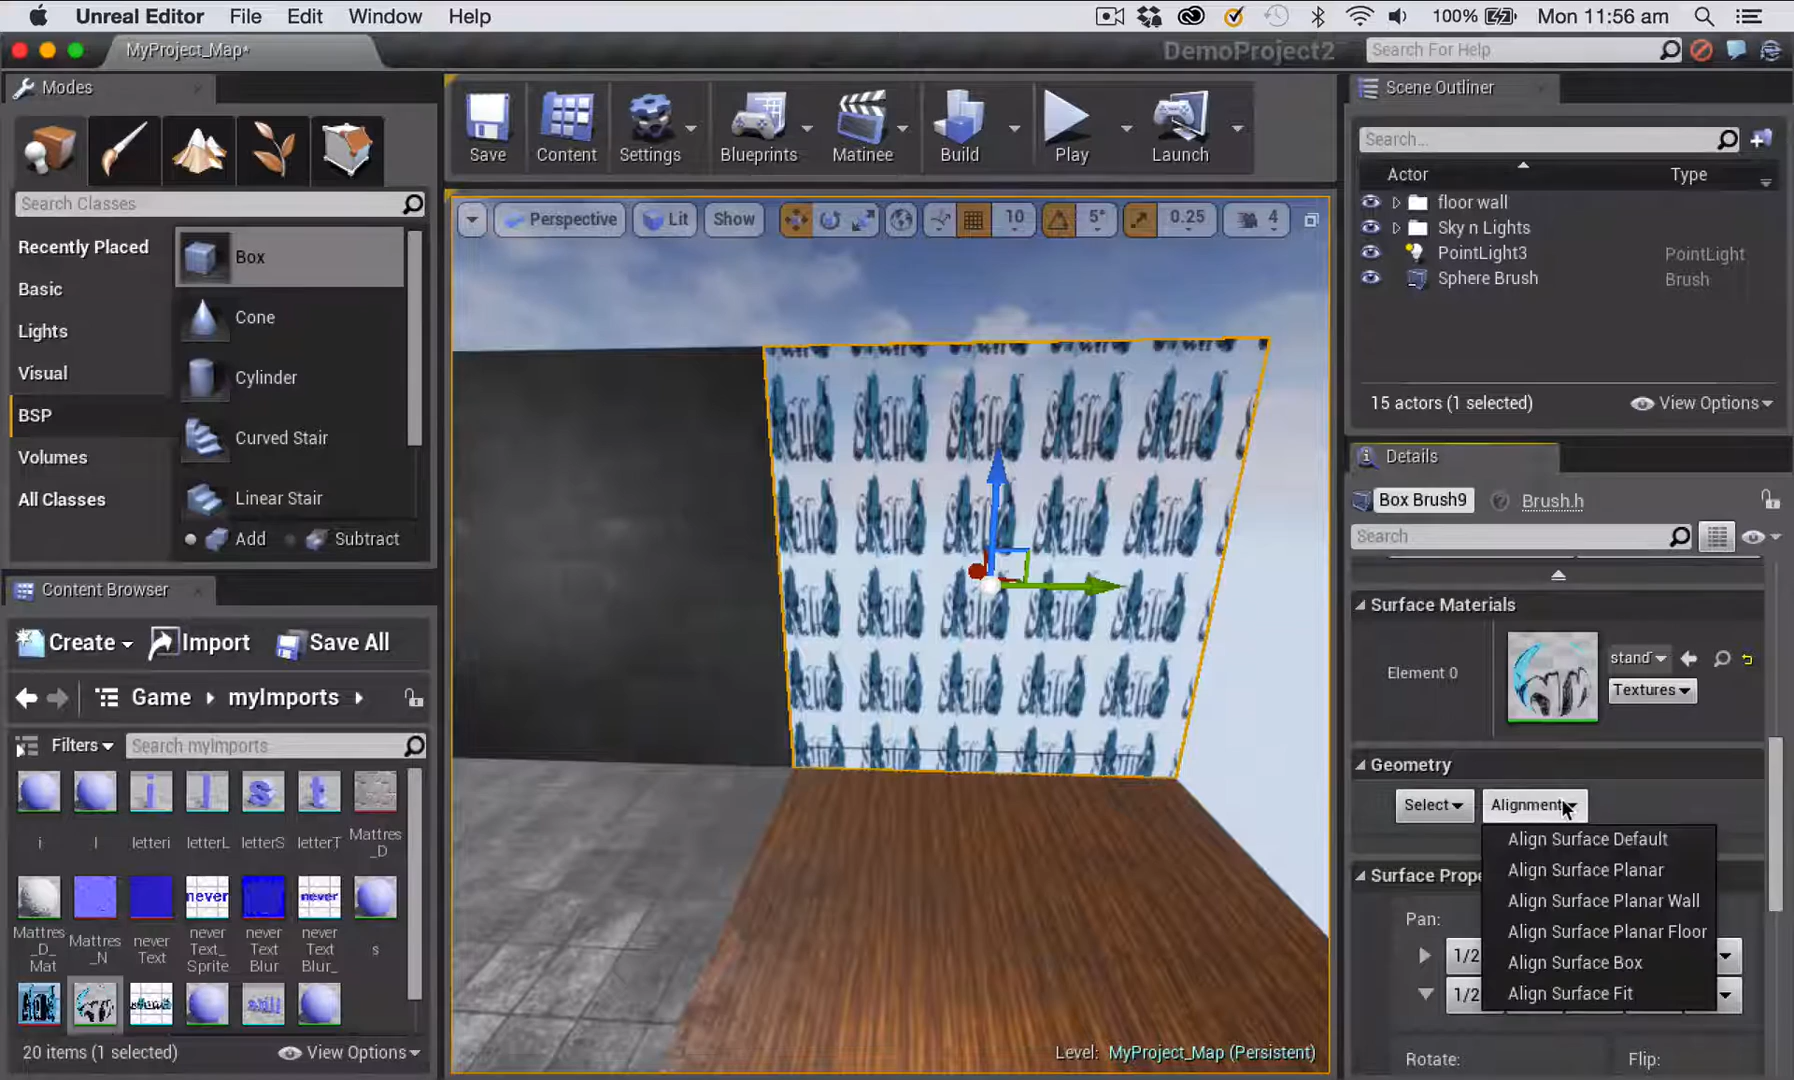 Unreal Editor File Edit Window Help
100% Mon 11:56 am
MyProject_Map*
DemoProject2
Search For Help
Modes
Save
Content
Settings
Blueprints
Matinee
Build
Play
Launch
Scene Outliner
Search...
Actor
Type
floor wall
Sky n Lights
PointLight3
PointLight
Sphere Brush
Brush
15 actors (1 selected)
View Options
Search Classes
Recently Placed
Basic
Lights
Visual
BSP
Volumes
All Classes
Box
Cone
Cylinder
Curved Stair
Linear Stair
Add
Subtract
Perspective
Lit
Show
10
5°
0.25
4
Level: MyProject_Map (Persistent)
Content Browser
Create
Import
Save All
Game
myImports
Filters
Search myImports
i
l
letteri
letterL
letterS
letterT
Mattres
_D
Mattres
_D_
Mat
Mattres
_N
never
Text
never
never
Text_
Sprite
never
Text
Blur
never
never
Text
Blur_
s
20 items (1 selected)
View Options
Details
Box Brush9
Brush.h
Search
Surface Materials
Element 0
stand
Textures
Geometry
Select
Alignment
Align Surface Default
Align Surface Planar
Align Surface Planar Wall
Align Surface Planar Floor
Align Surface Box
Align Surface Fit
Surface Prope
Pan:
1/2
1/2
Rotate:
Flip: